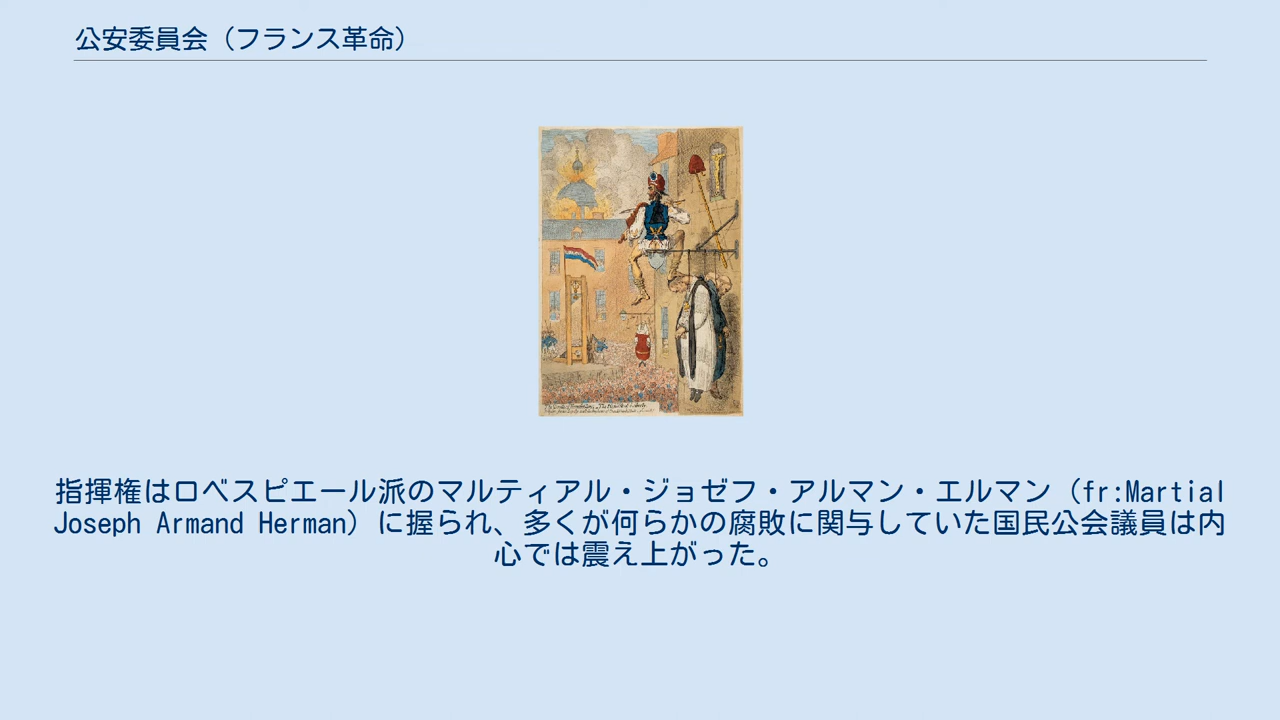 公安委員会（フランス革命）
指揮権はロベスピエール派のマルティアル・ジョゼフ・アルマン・エルマン（fr:Martial
Joseph Armand Herman）に握られ、多くが何らかの腐敗に関与していた国民公会議員は内
心では震え上がった。